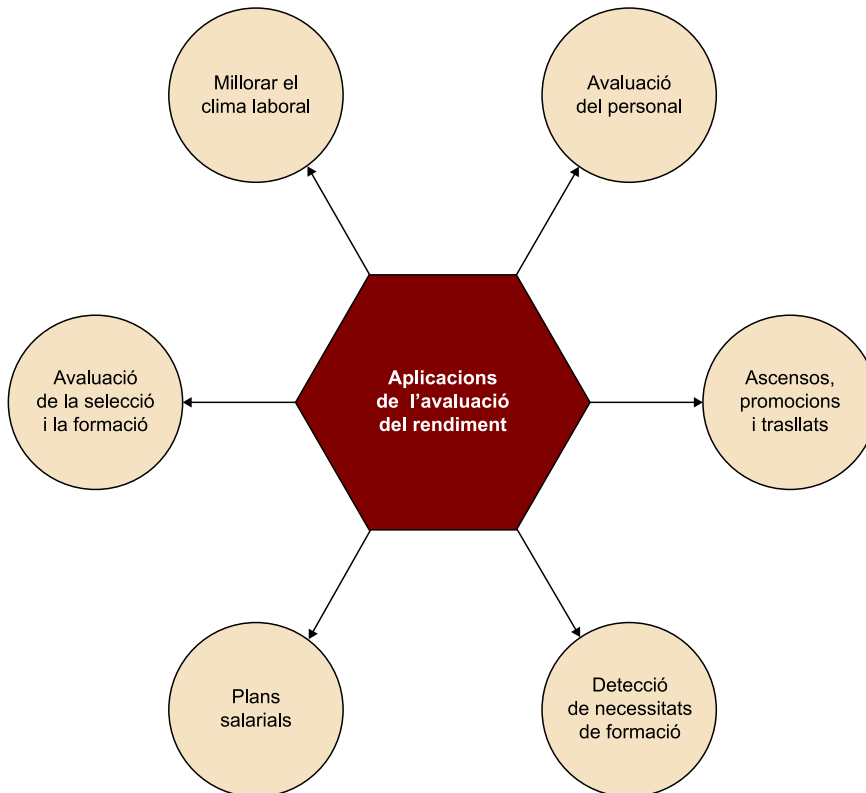 Millorar el
clima laboral
Avaluació
del personal
Avaluació
de la selecció
i la formació
Aplicacions
de l’avaluació
del rendiment
Ascensos,
promocions
i trasllats
Plans
salarials
Detecció
de necessitats
de formació